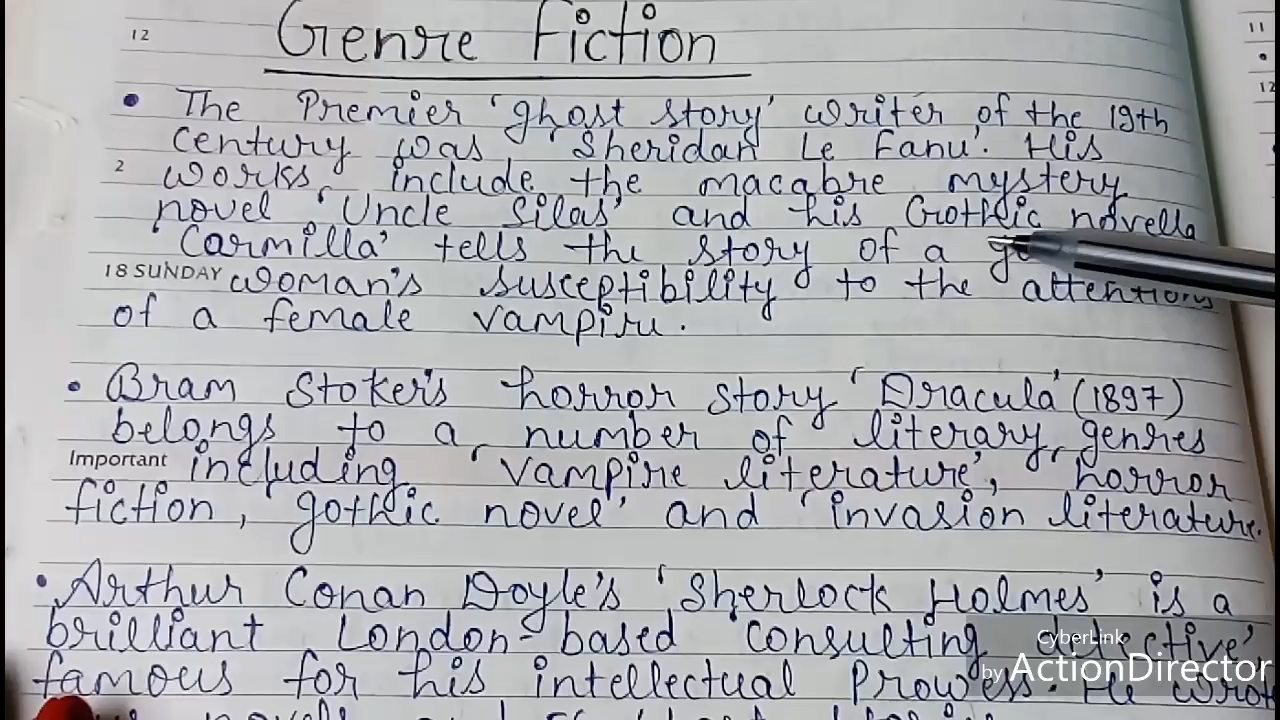 12
Genre Fiction
11
12
• The Premier 'ghost story' writer of the 19th
century was 'Sheridan Le Fanu'. His
2
works include the macabre mystery
novel 'Uncle Silas' and his Gothic novella
'Carmilla' tells the story of a
18 SUNDAY
woman's susceptibility to the attentions
of a female vampire.
• Bram Stoker's horror story 'Dracula' (1897)
belongs to a number of literary genres
Important
including 'vampire literature', horror
fiction, 'gothic novel' and 'invasion literature.
• Arthur Conan Doyle's 'Sherlock Holmes' is a
brilliant London-based 'consulting detective'
famous for his intellectual Prowess. He wrote
CyberLink
by ActionDirector